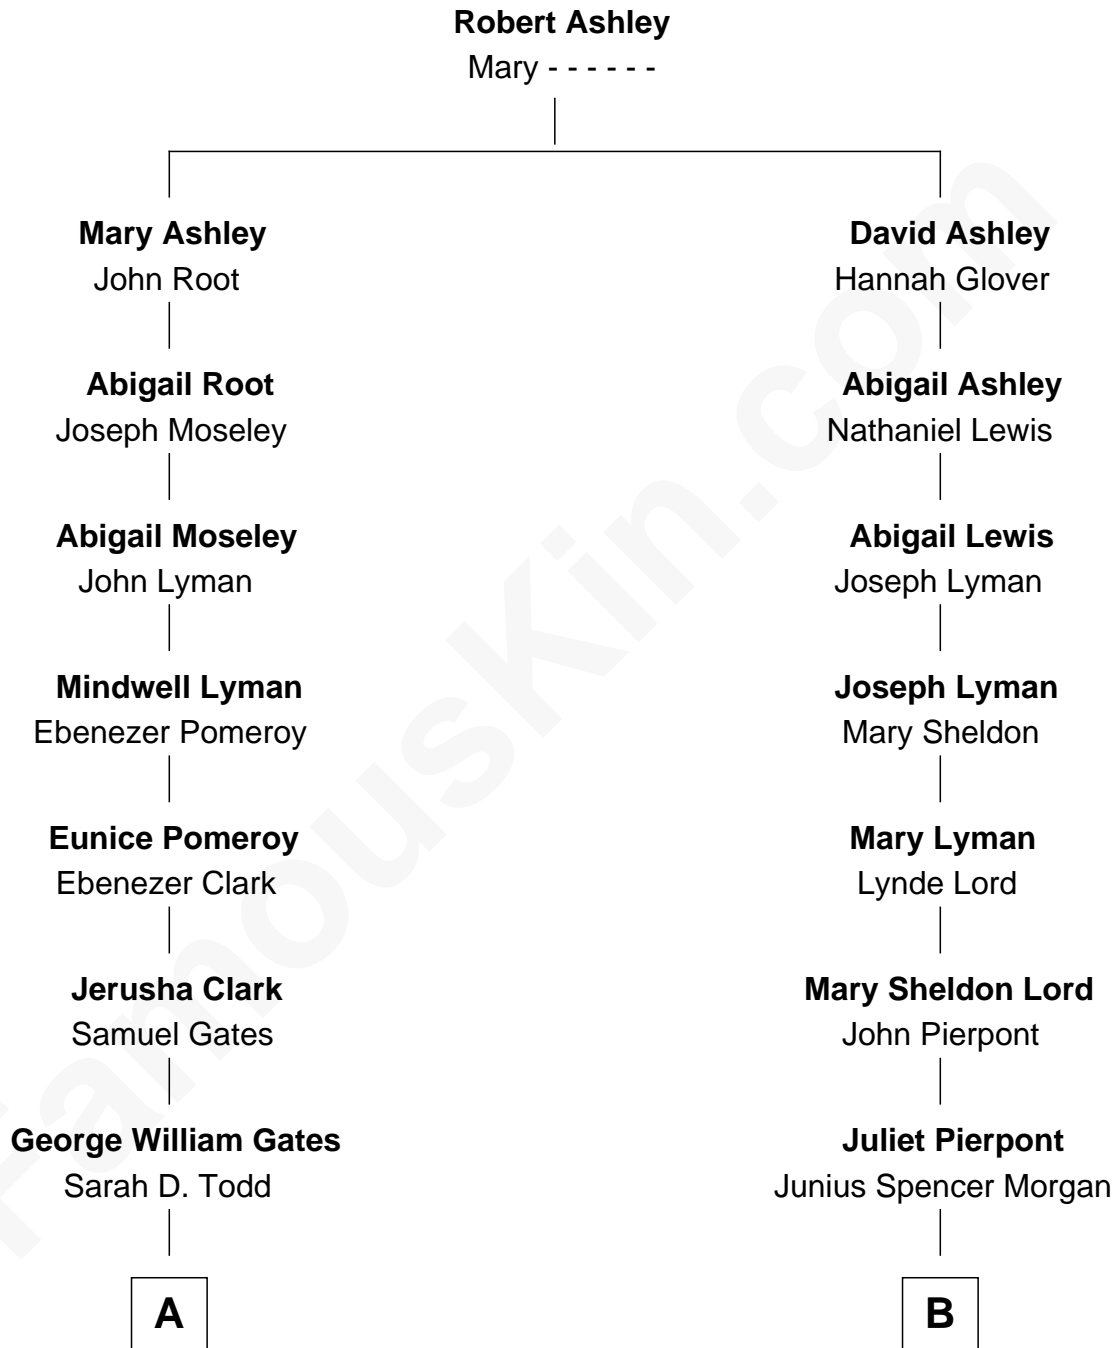 Robert Ashley
Mary - - - - - -
Mary Ashley
John Root
David Ashley
Hannah Glover
Abigail Root
Joseph Moseley
Abigail Ashley
Nathaniel Lewis
Abigail Moseley
John Lyman
Abigail Lewis
Joseph Lyman
Mindwell Lyman
Ebenezer Pomeroy
Joseph Lyman
Mary Sheldon
Eunice Pomeroy
Ebenezer Clark
Mary Lyman
Lynde Lord
Jerusha Clark
Samuel Gates
Mary Sheldon Lord
John Pierpont
George William Gates
Sarah D. Todd
Juliet Pierpont
Junius Spencer Morgan
A
B
FamousKin.com